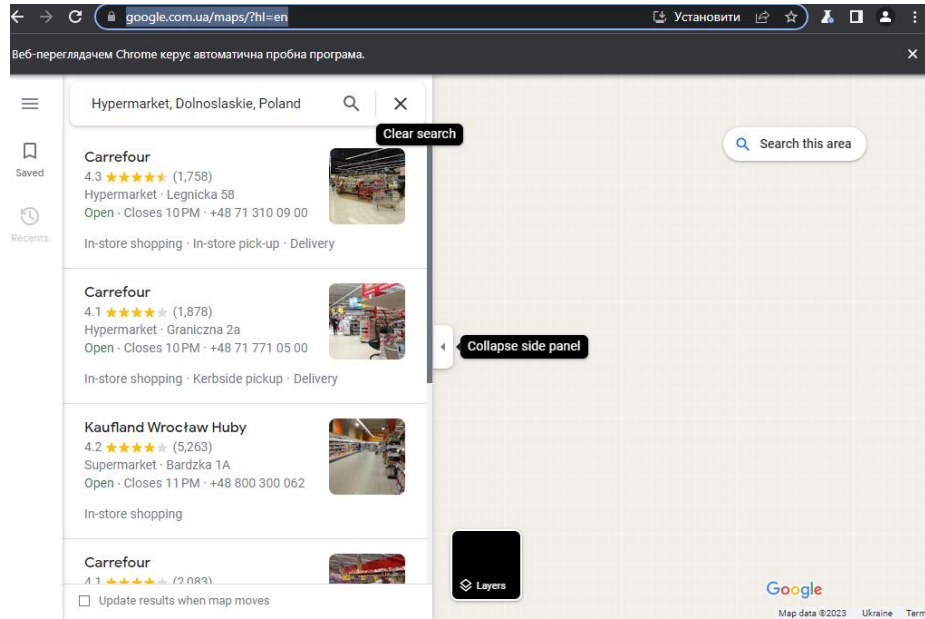 google.com.ua/maps/?hl=en
Установити
Веб-переглядачем Chrome керує автоматична пробна програма.
Saved
Recents
Hypermarket, Dolnoslaskie, Poland
Clear search
Carrefour
4.3 (1,758)
Hypermarket · Legnicka 58
Open · Closes 10 PM · +48 71 310 09 00
In-store shopping · In-store pick-up · Delivery
Carrefour
4.1 (1,878)
Hypermarket · Graniczna 2a
Open · Closes 10 PM · +48 71 771 05 00
In-store shopping · Kerbside pickup · Delivery
Kaufland Wrocław Huby
4.2 (5,263)
Supermarket · Bardzka 1A
Open · Closes 11 PM · +48 800 300 062
In-store shopping
Carrefour
4.1 (2,083)
Update results when map moves
Search this area
Collapse side panel
Layers
Google
Map data ©2023 Ukraine Term